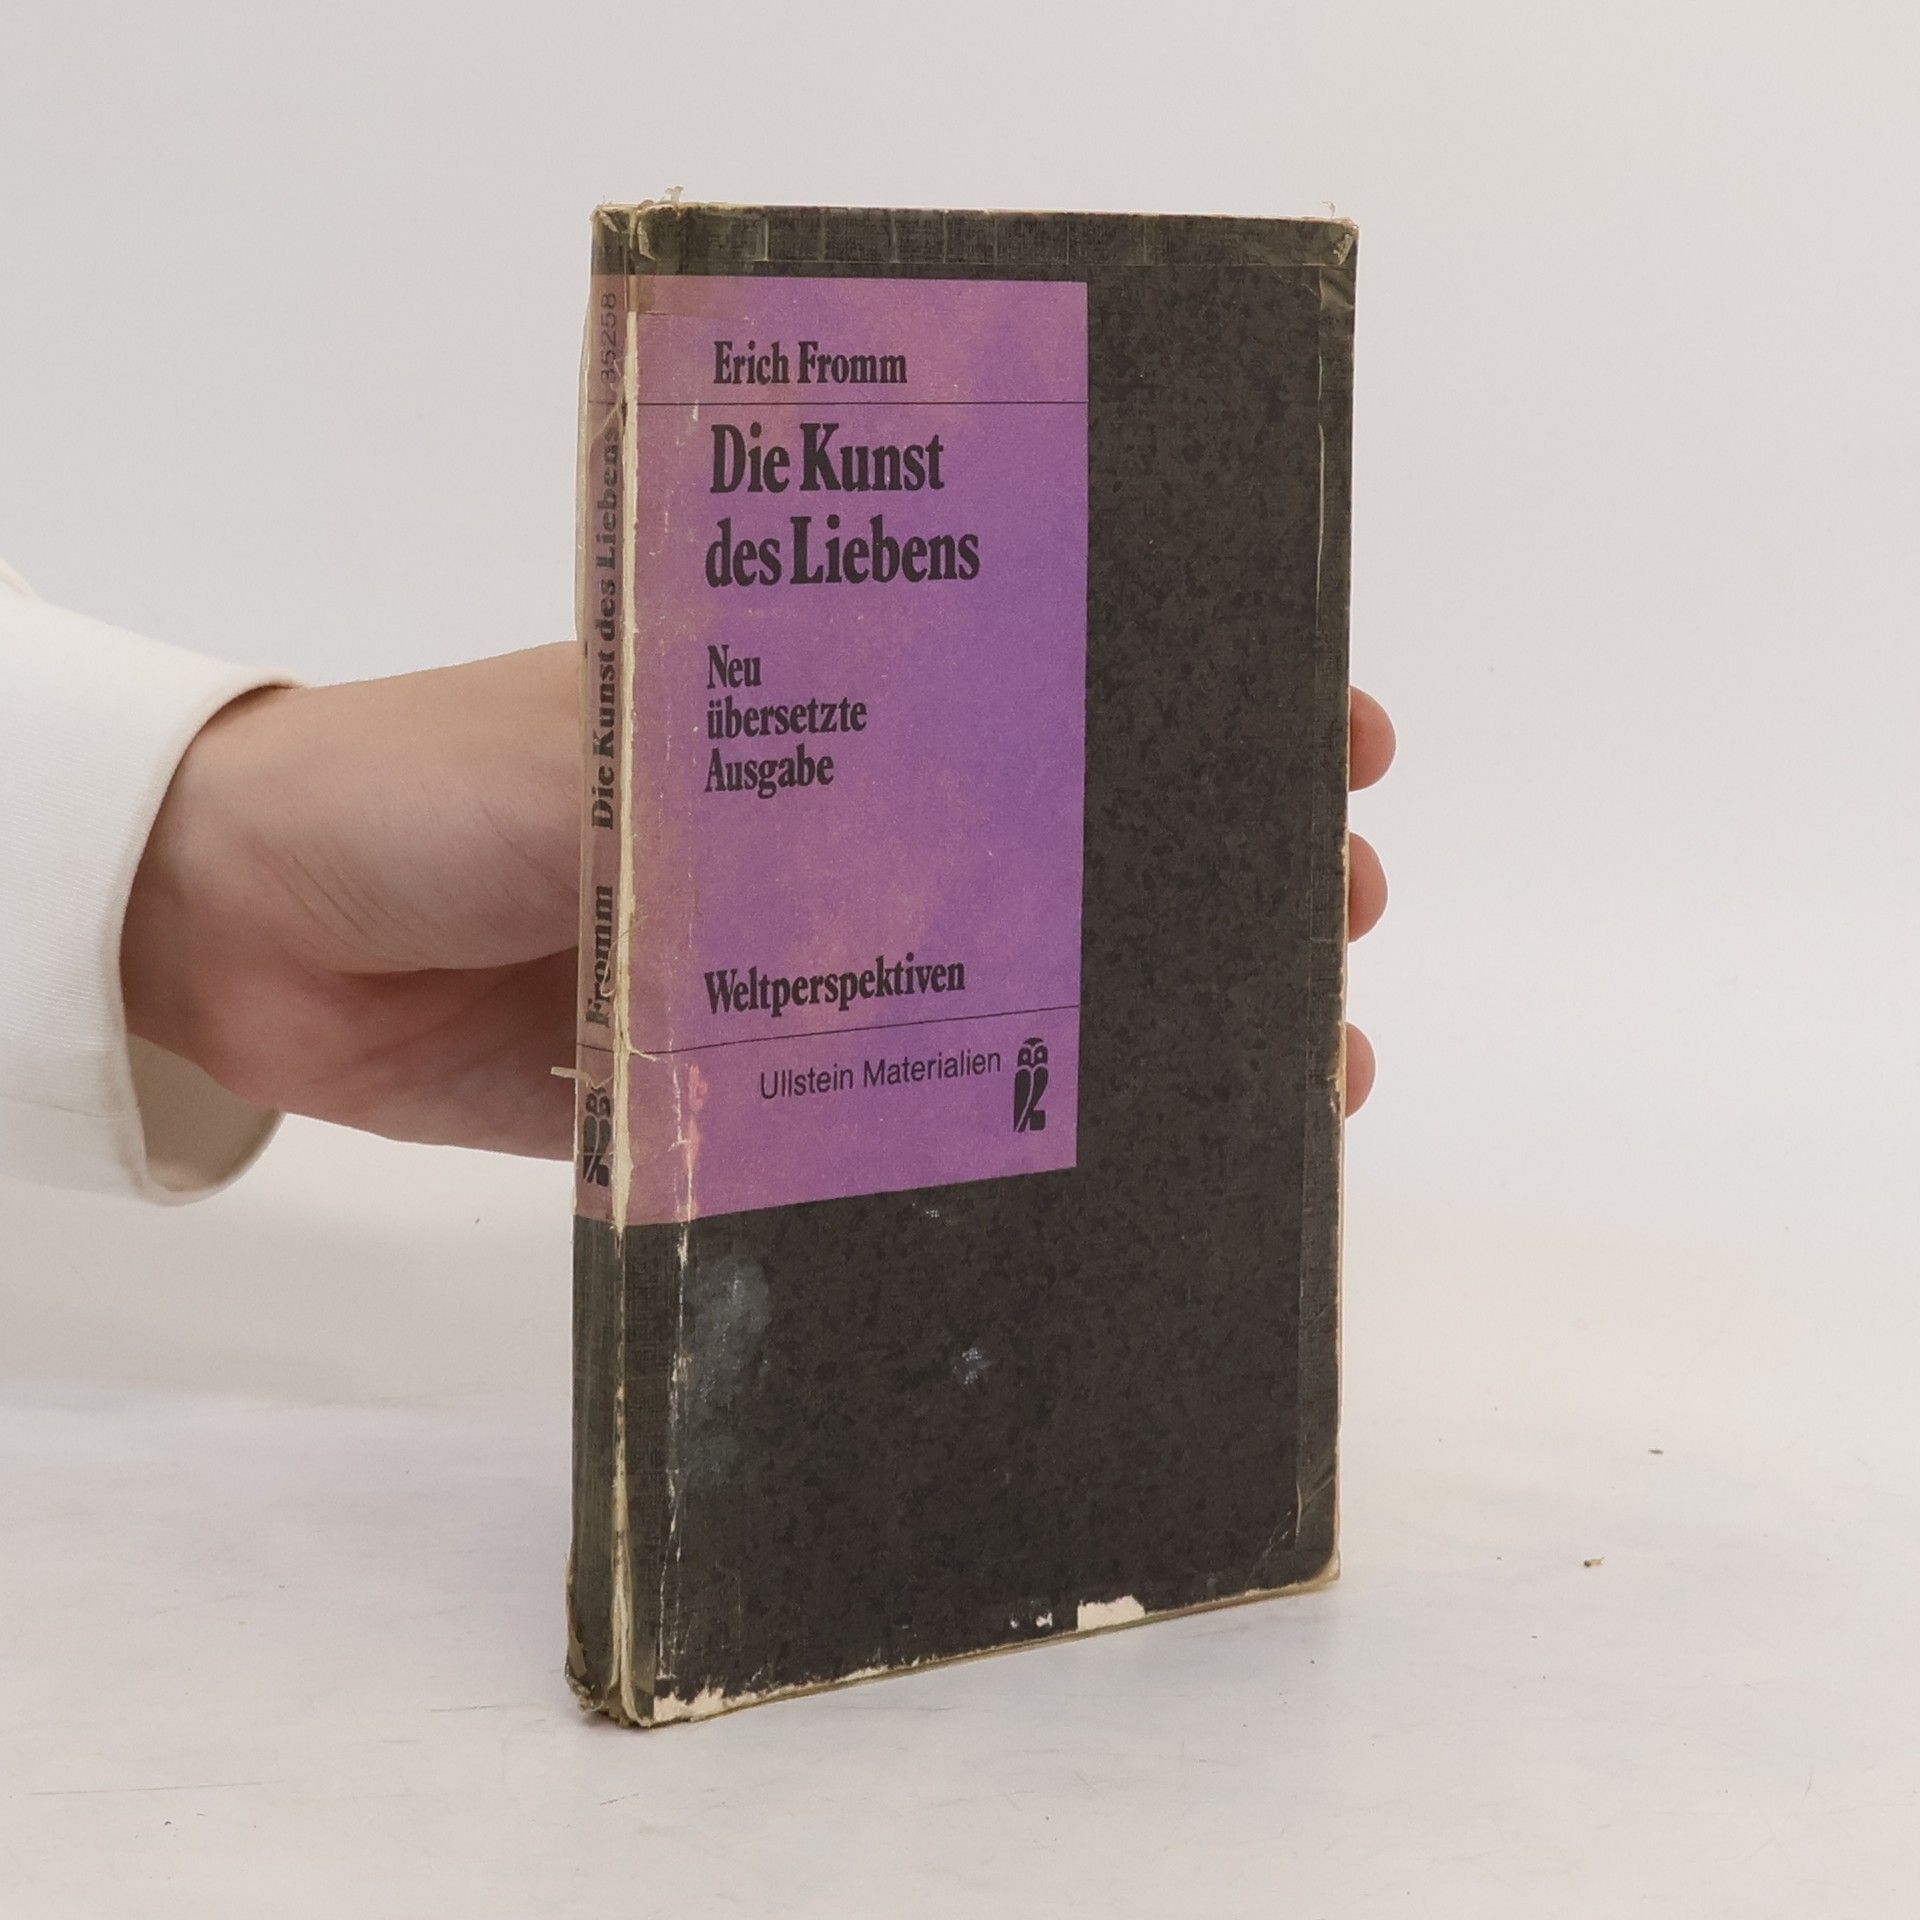 Erich Fromm
Die Kunst
des Liebens
Neu
übersetzte
Ausgabe
Weltperspektiven
Ullstein Materialien
Fromm Die Kunst des Liebens 35258